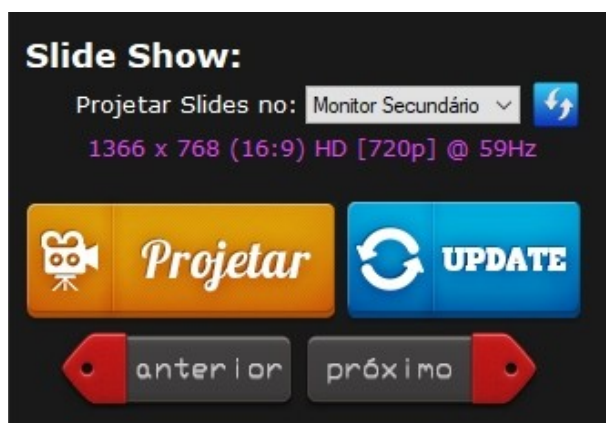 Slide Show:
Projetar Slides no: Monitor Secundário
1366 x 768 (16:9) HD [720p] @ 59Hz
Projetar UPDATE
anterior próximo